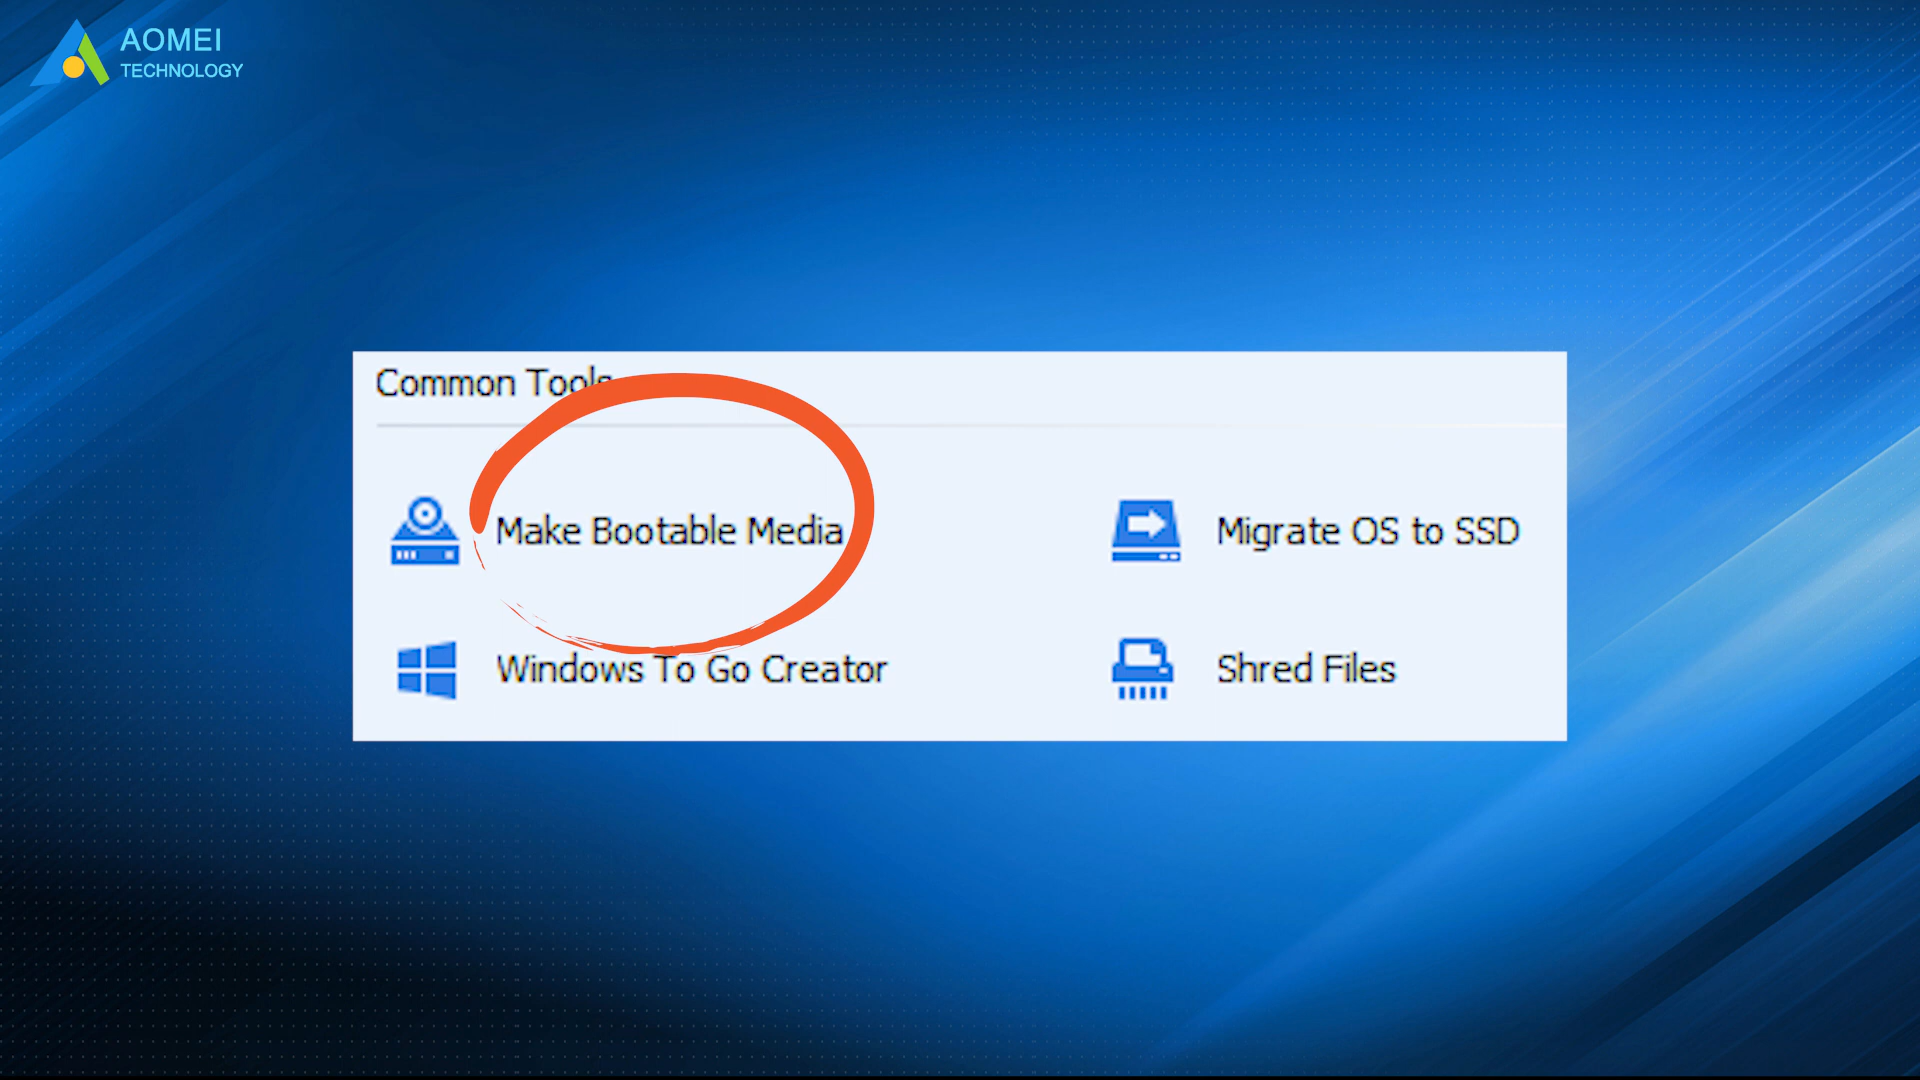 AOMEI
TECHNOLOGY
Common Tools
Make Bootable Media
Migrate OS to SSD
Windows To Go Creator
Shred Files